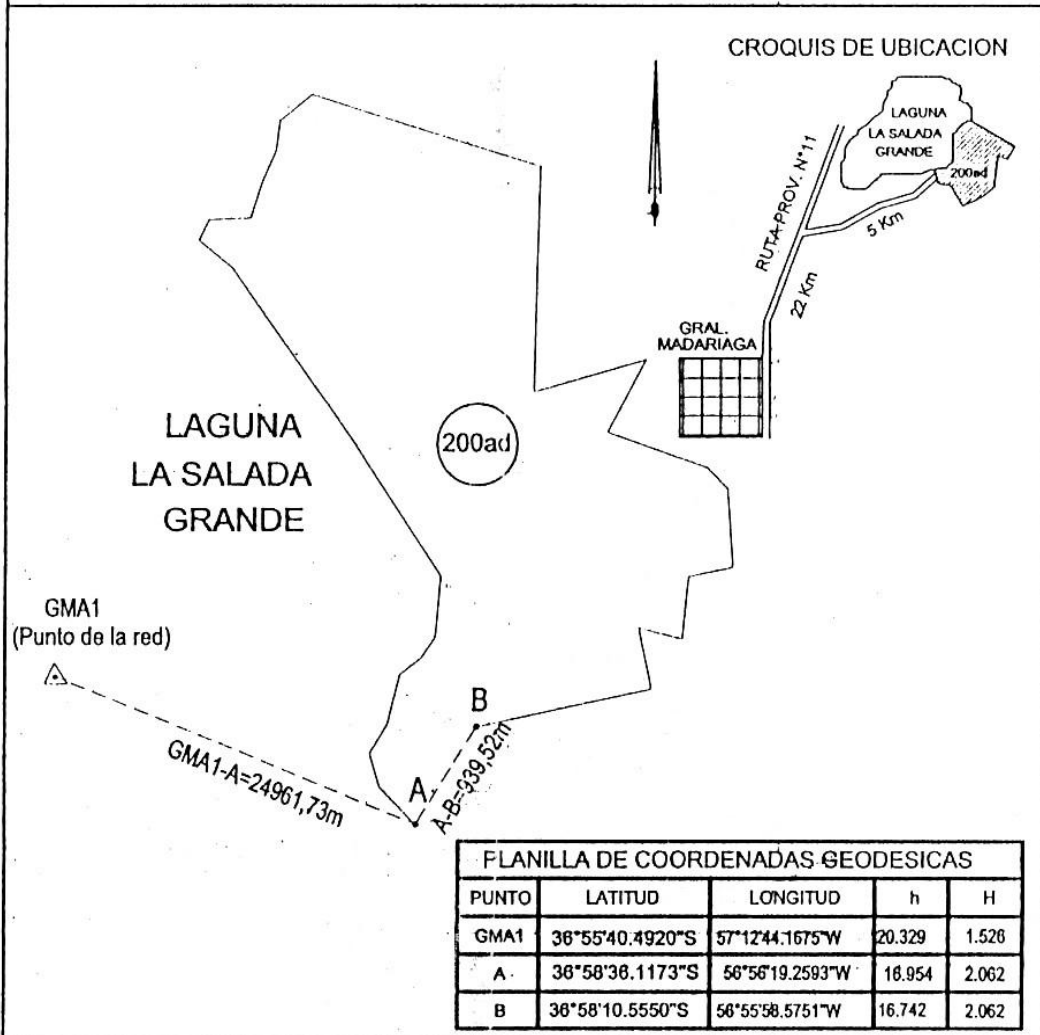 CROQUIS DE UBICACION
LAGUNA
LA SALADA
GRANDE
200ad
RUTA PROV. N°11
5 Km
22 Km
GRAL.
MADARIAGA
LAGUNA
LA SALADA
GRANDE
200ad
GMA1
(Punto de la red)
B
A
GMA1-A=24961,73m
A-B=939,52m
PLANILLA DE COORDENADAS GEODESICAS
PUNTO LATITUD LONGITUD h H
GMA1 36°55'40.4920"S 57°12'44.1675"W 20.329 1.526
A 36°58'36.1173"S 56°56'19.2593"W 16.954 2.062
B 36°58'10.5550"S 56°55'58.5751"W 16.742 2.062